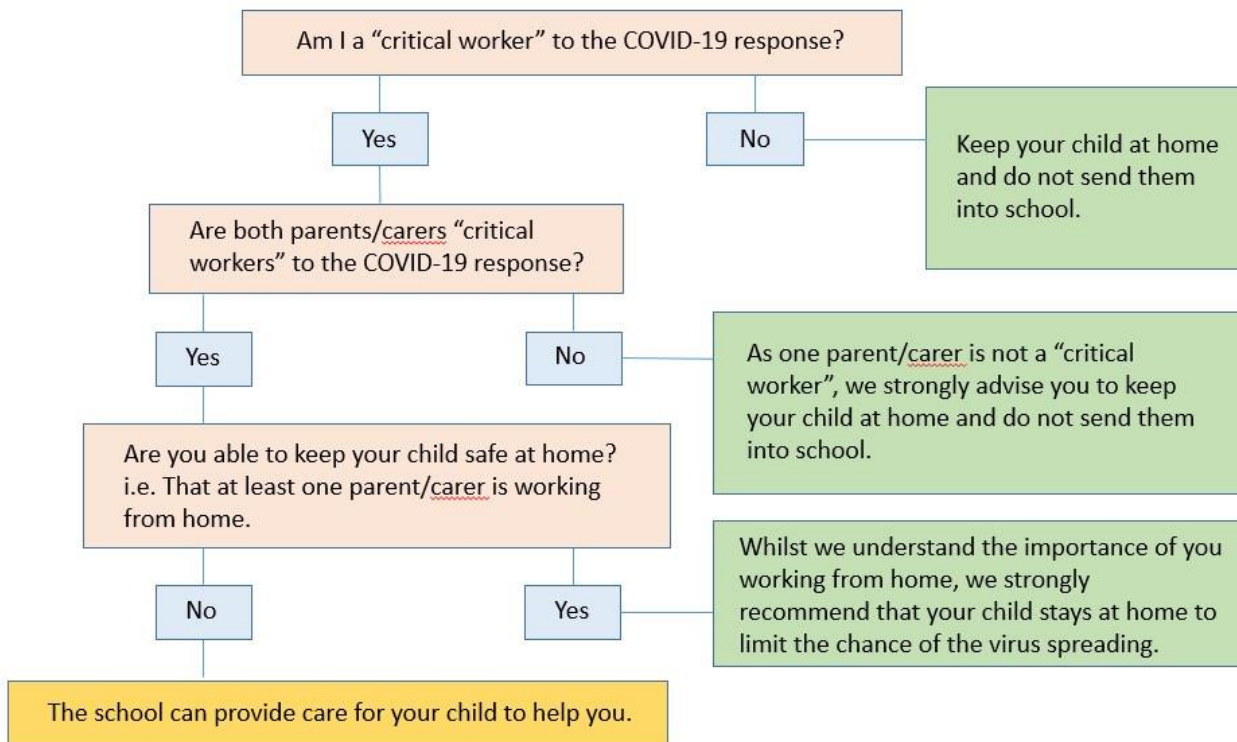 Am I a “critical worker” to the COVID-19 response?
Yes
No
Keep your child at home
and do not send them
into school.
Are both parents/carers “critical
workers” to the COVID-19 response?
Yes
No
As one parent/carer is not a “critical
worker”, we strongly advise you to keep
your child at home and do not send them
into school.
Are you able to keep your child safe at home?
i.e. That at least one parent/carer is working
from home.
No
Yes
Whilst we understand the importance of you
working from home, we strongly
recommend that your child stays at home to
limit the chance of the virus spreading.
The school can provide care for your child to help you.